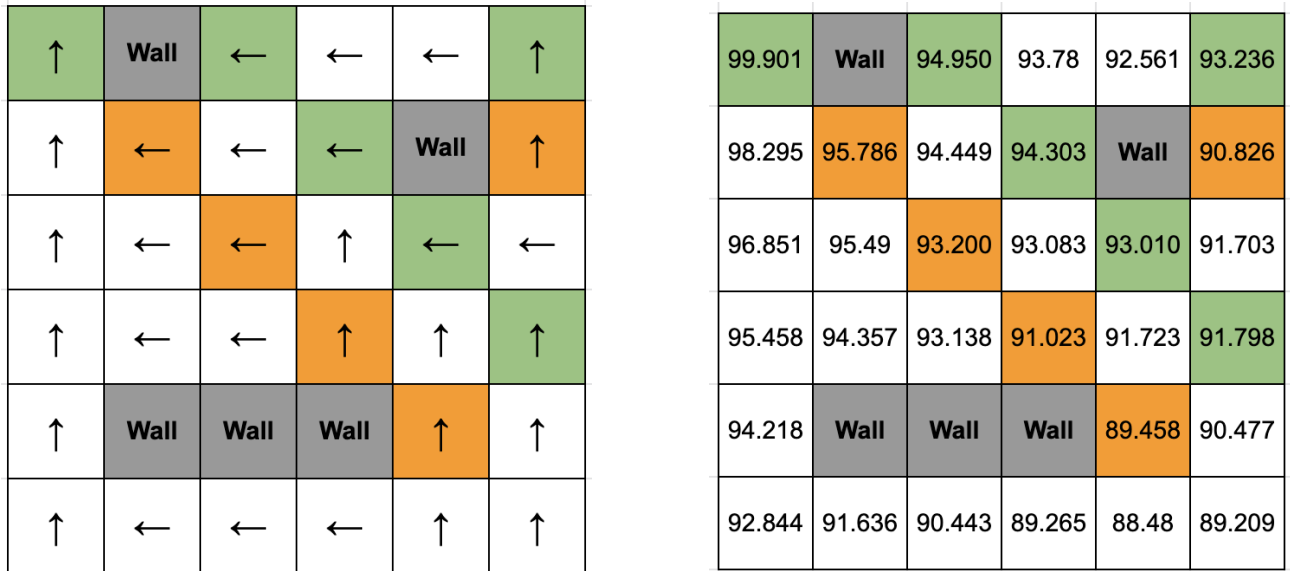 ↑ Wall ← ← ← ↑
↑ ← ← ← Wall ↑
↑ ← ← ↑ ← ←
↑ ← ← ↑ ↑ ↑
↑ Wall Wall Wall ↑ ↑
↑ ← ← ← ↑ ↑
99.901 Wall 94.950 93.78 92.561 93.236
98.295 95.786 94.449 94.303 Wall 90.826
96.851 95.49 93.200 93.083 93.010 91.703
95.458 94.357 93.138 91.023 91.723 91.798
94.218 Wall Wall Wall 89.458 90.477
92.844 91.636 90.443 89.265 88.48 89.209